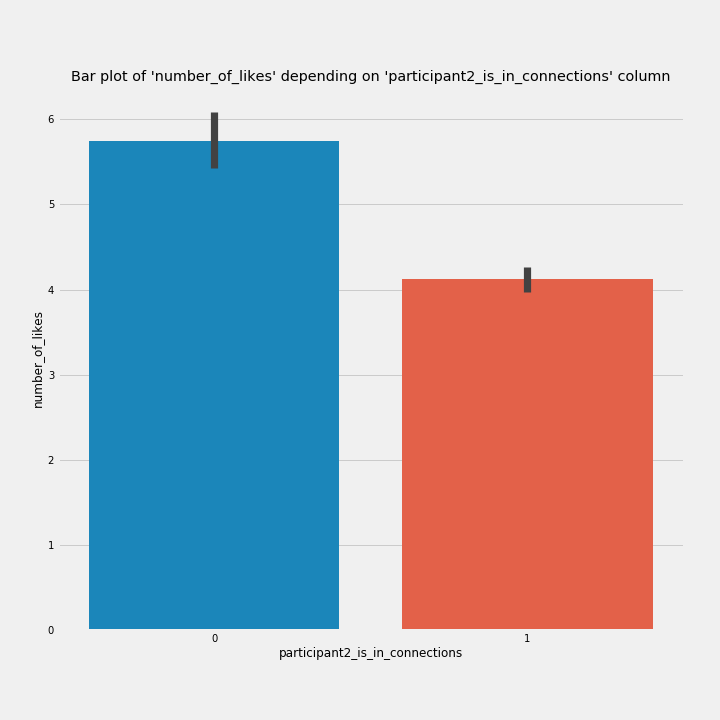 Bar plot of 'number_of_likes' depending on 'participant2_is_in_connections' column
6
5
4
3
2
1
0
number_of_likes
0 1
participant2_is_in_connections